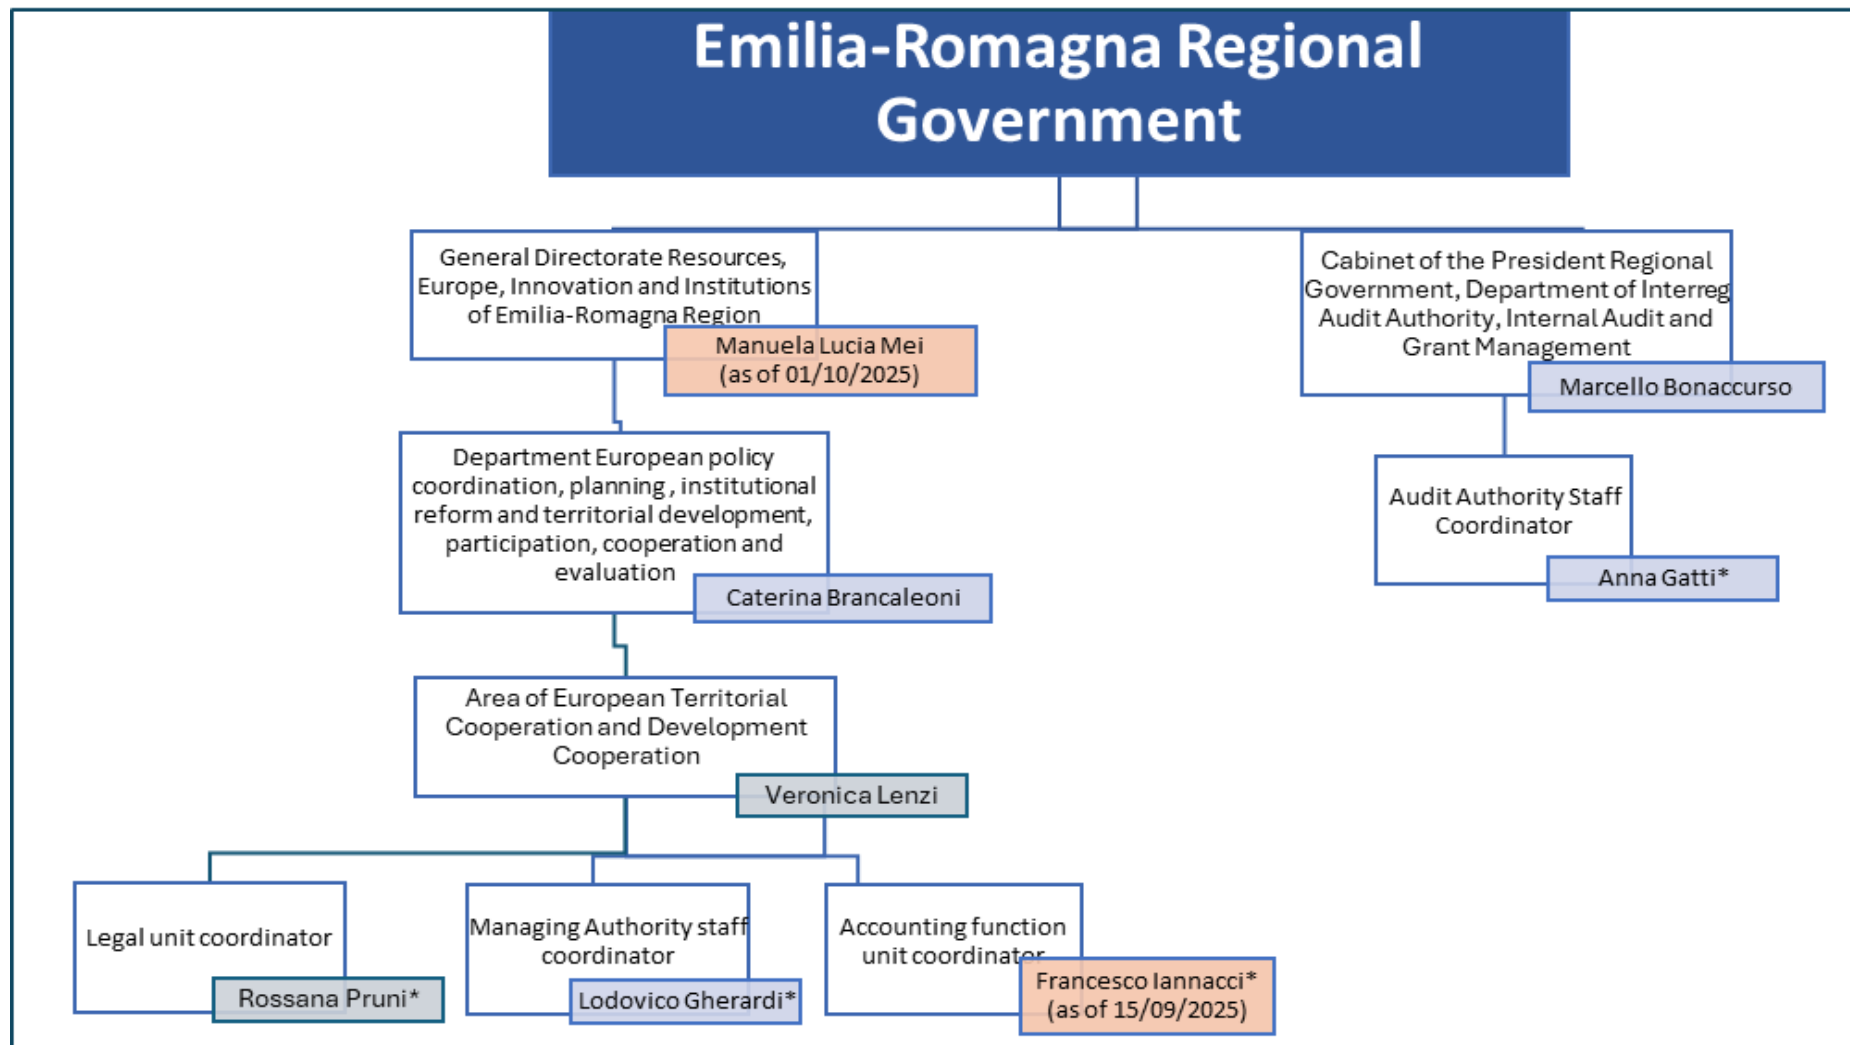 Emilia-Romagna Regional
Government
General Directorate Resources,
Europe, Innovation and Institutions
of Emilia-Romagna Region
Manuela Lucia Mei
(as of 01/10/2025)
Cabinet of the President Regional
Government, Department of Interreg
Audit Authority, Internal Audit and
Grant Management
Marcello Bonaccurso
Department European policy
coordination, planning , institutional
reform and territorial development,
participation, cooperation and
evaluation
Caterina Brancaleoni
Audit Authority Staff
Coordinator
Anna Gatti*
Area of European Territorial
Cooperation and Development
Cooperation
Veronica Lenzi
Legal unit coordinator
Rossana Pruni*
Managing Authority staff
coordinator
Lodovico Gherardi*
Accounting function
unit coordinator
Francesco Iannacci*
(as of 15/09/2025)